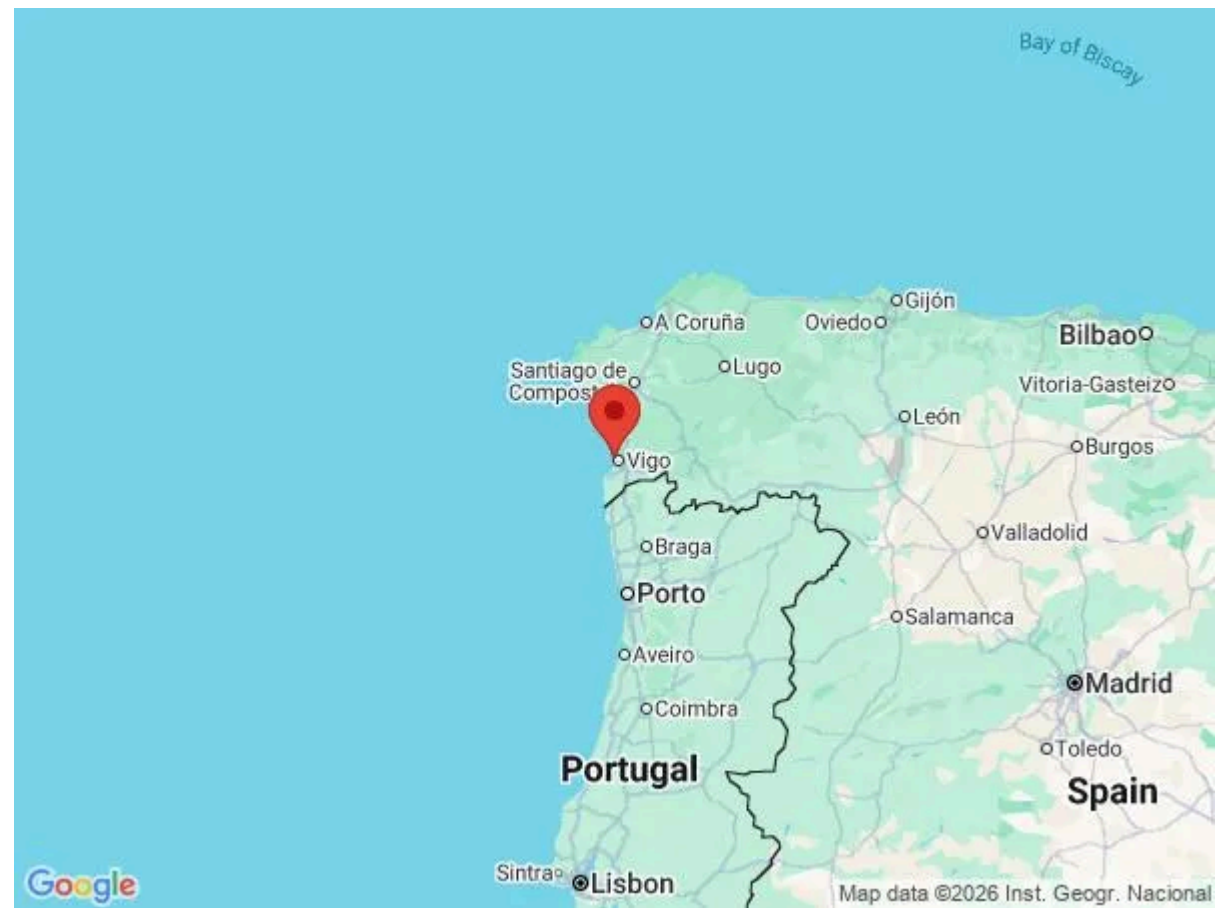 Bay of Biscay
Gijón
A Coruña
Oviedo
Bilbao
Santiago de
Lugo
Vitoria-Gasteiz
León
Burgos
Vigo
Valladolid
Braga
Porto
Salamanca
Aveiro
Madrid
Coimbra
Toledo
Portugal
Spain
Sintra
Lisbon
Google
Map data ©2026 Inst. Geogr. Nacional